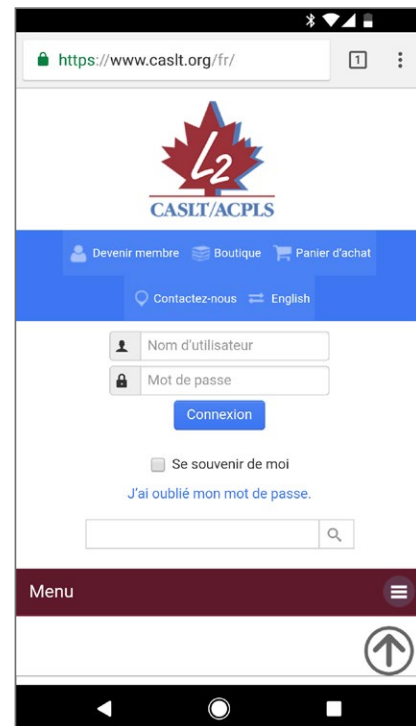 https://www.caslt.org/fr/
1
L2
CASLT/ACPLS
Devenir membre Boutique Panier d'achat
Contactez-nous English
Nom d'utilisateur
Mot de passe
Connexion
Se souvenir de moi
J'ai oublié mon mot de passe.
Menu